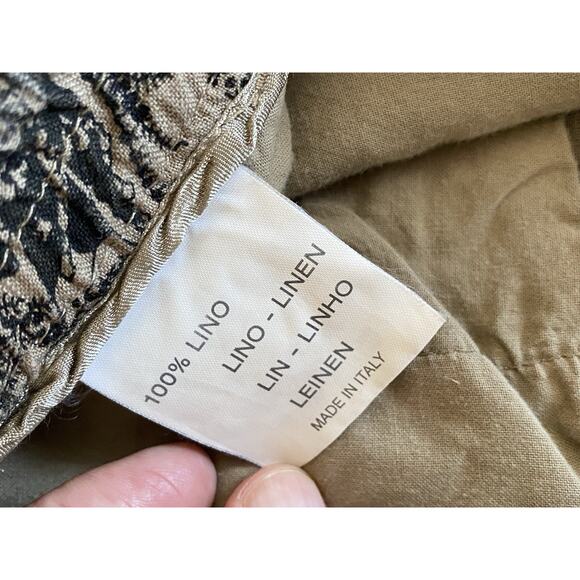 100% LINO
LINO - LINEN
LIN - LINHO
LEINEN
MADE IN ITALY